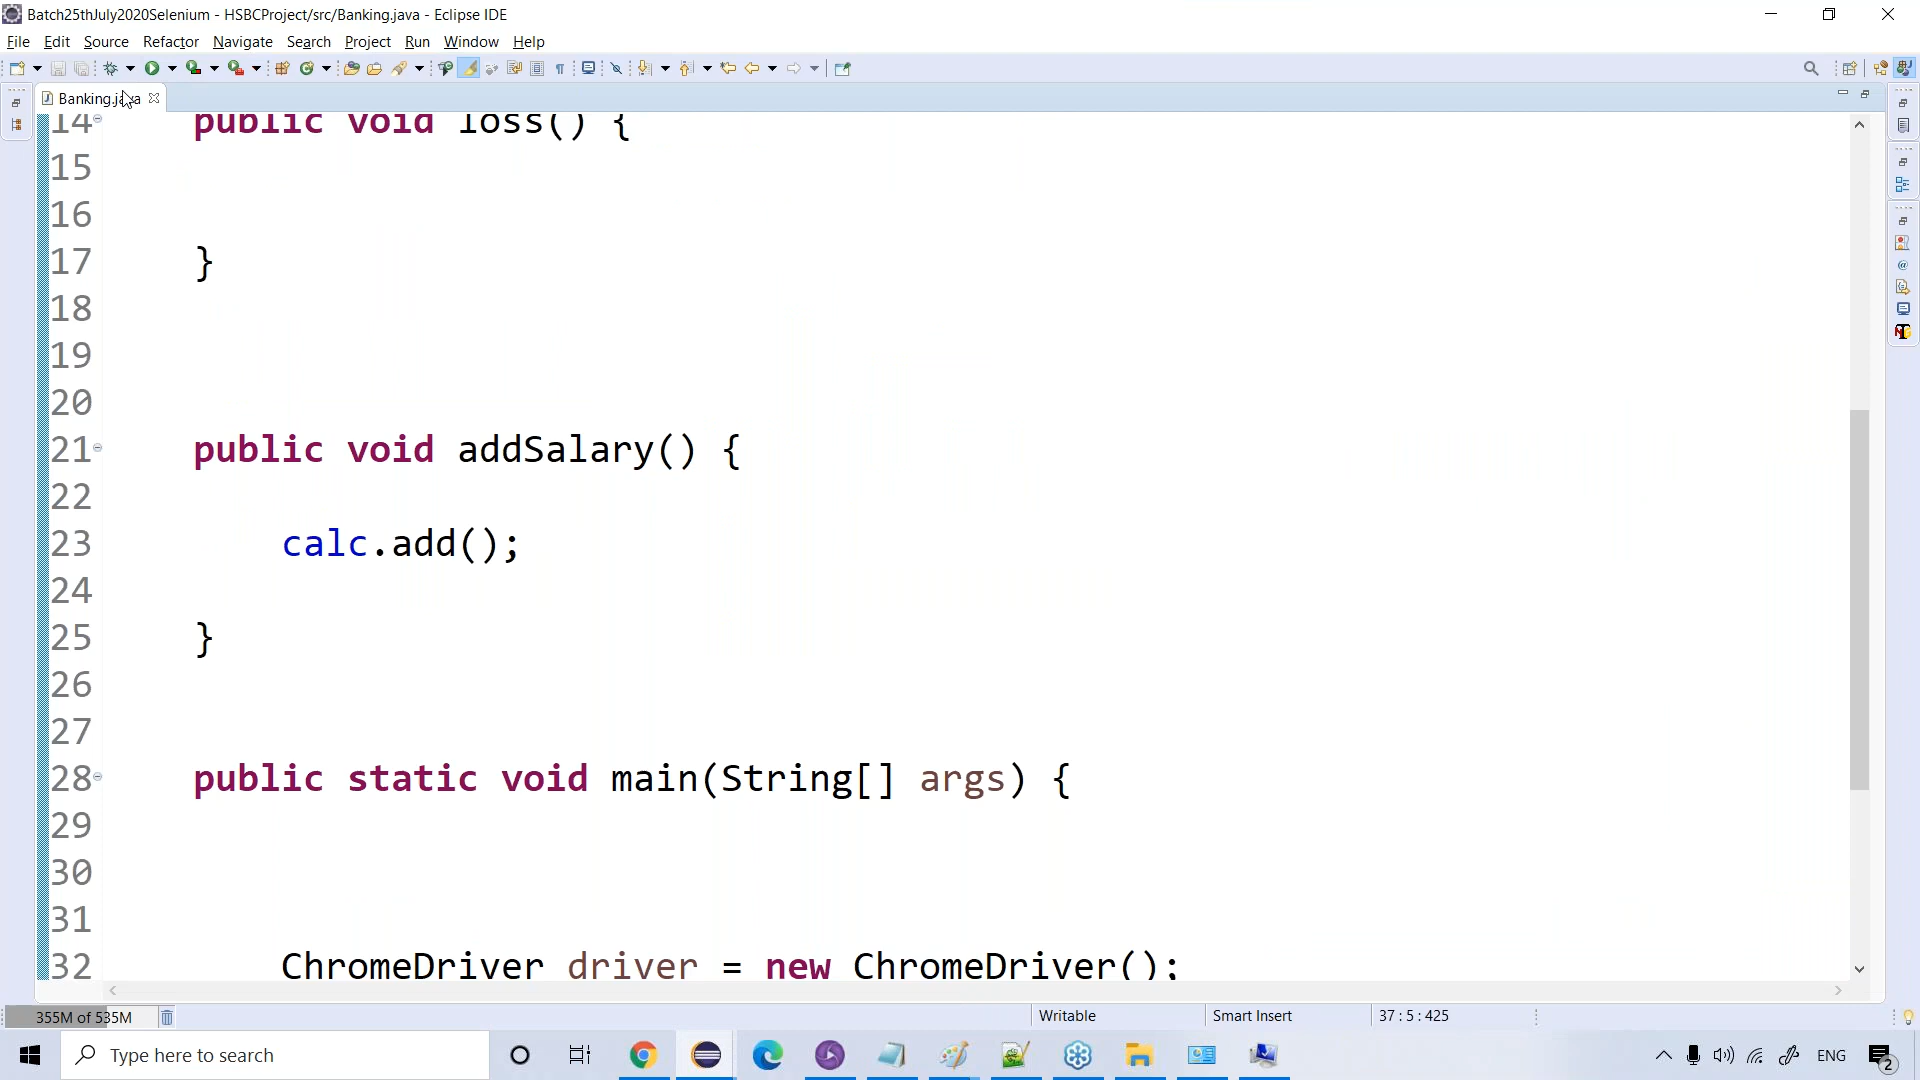 Batch25thJuly2020Selenium - HSBCProject/src/Banking.java - Eclipse IDE
File Edit Source Refactor Navigate Search Project Run Window Help
Banking.java
14 public void loss() {
15
16
17 }
18
19
20
21 public void addSalary() {
22
23 calc.add();
24
25 }
26
27
28 public static void main(String[] args) {
29
30
31
32 ChromeDriver driver = new ChromeDriver();
355M of 535M Writable Smart Insert 37 : 5 : 425
Type here to search ENG 2